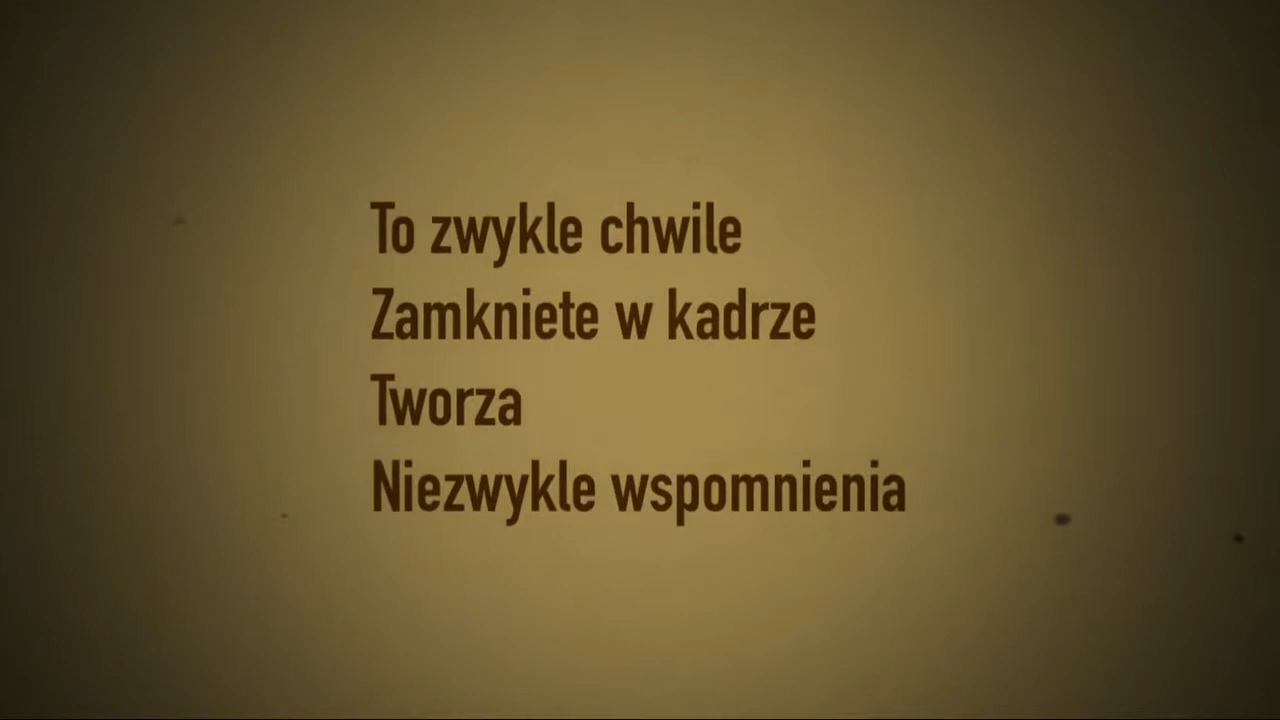 To zwykle chwile
Zamkniete w kadrze
Tworza
Niezwykle wspomnienia